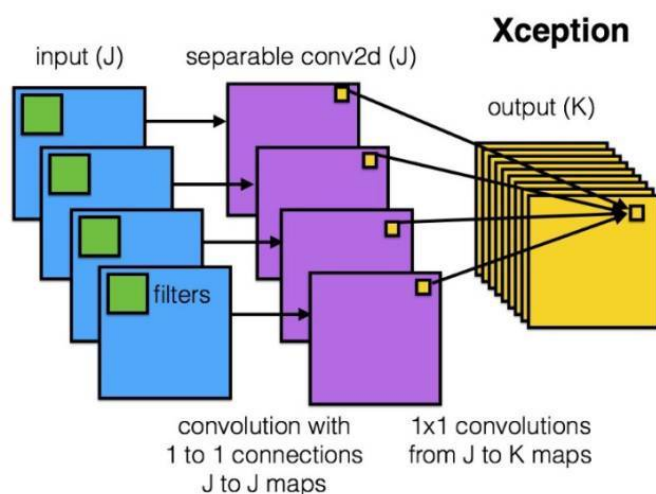 Xception
input (J)
separable conv2d (J)
output (K)
filters
convolution with
1 to 1 connections
J to J maps
1x1 convolutions
from J to K maps